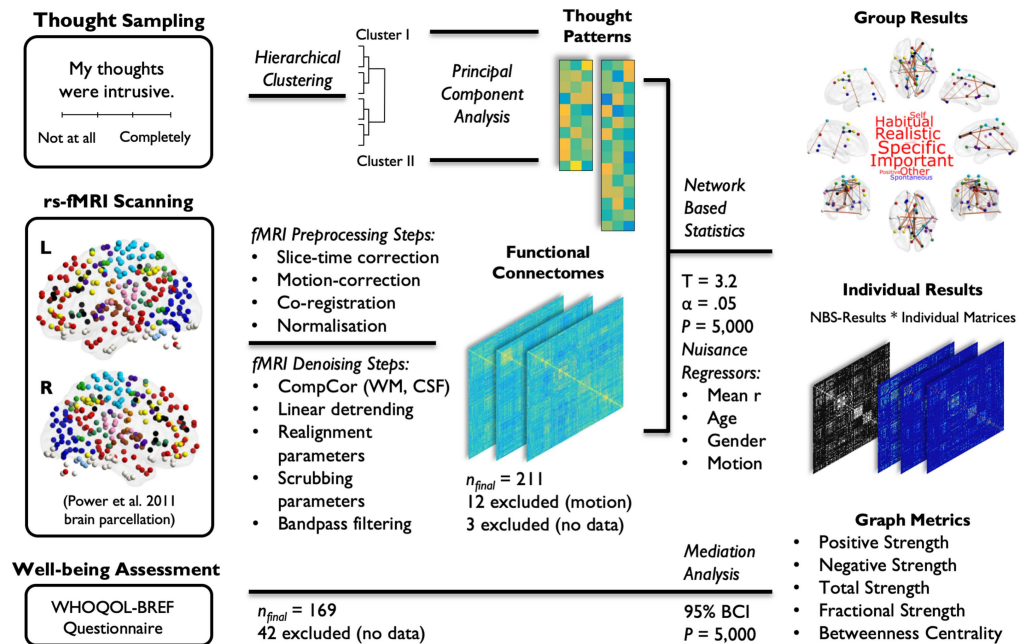 Thought Sampling
My thoughts
were intrusive.
Not at all
Completely
Hierarchical
Clustering
Cluster I
Cluster II
Principal
Component
Analysis
Thought
Patterns
rs-fMRI Scanning
L
R
(Power et al. 2011
brain parcellation)
fMRI Preprocessing Steps:
• Slice-time correction
• Motion-correction
• Co-registration
• Normalisation
fMRI Denoising Steps:
• CompCor (WM, CSF)
• Linear detrending
• Realignment
parameters
• Scrubbing
parameters
• Bandpass filtering
Functional
Connectomes
n final = 211
12 excluded (motion)
3 excluded (no data)
Network
Based
Statistics
T = 3.2
α = .05
P = 5,000
Nuisance
Regressors:
• Mean r
• Age
• Gender
• Motion
Group Results
Self
Habitual
Realistic
Specific
Important
Positive Other
Spontaneous
Individual Results
NBS-Results * Individual Matrices
Graph Metrics
• Positive Strength
• Negative Strength
• Total Strength
• Fractional Strength
• Betweenness Centrality
Well-being Assessment
WHOQOL-BREF
Questionnaire
n final = 169
42 excluded (no data)
Mediation
Analysis
95% BCI
P = 5,000